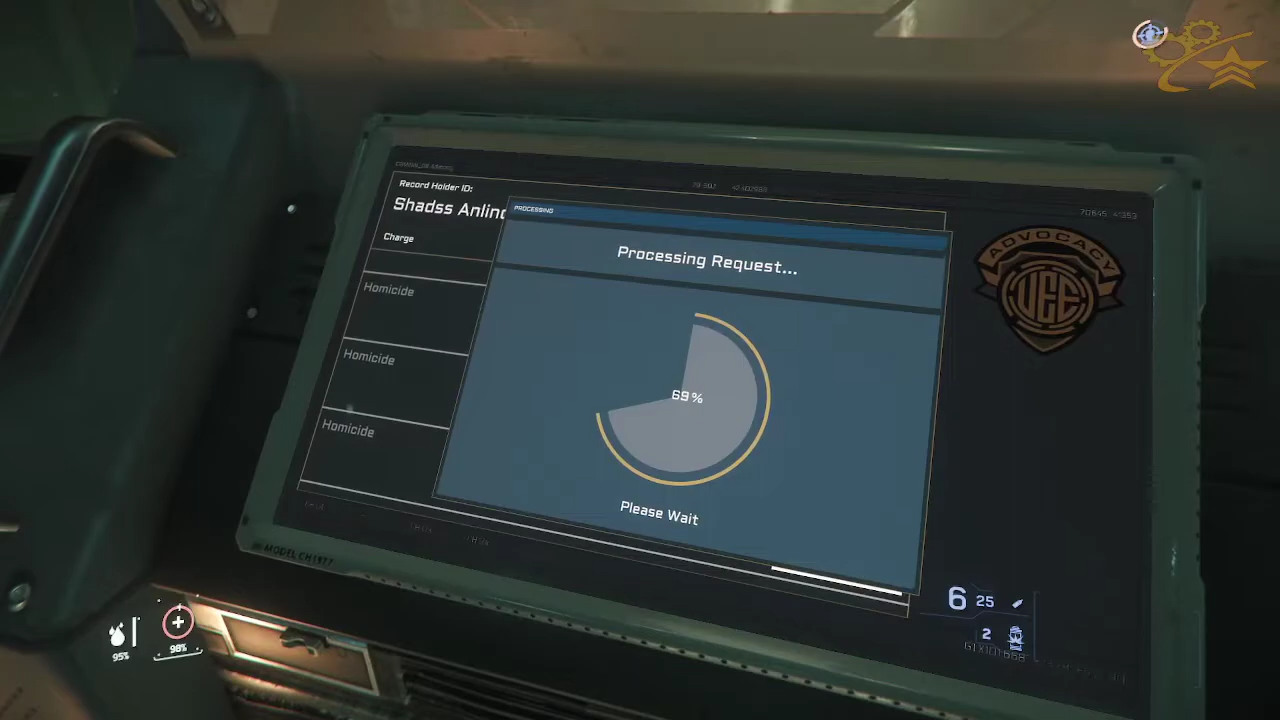 Record Holder ID:
Shadss Anling
PROCESSING
Processing Request...
Charge
Homicide
Homicide
Homicide
69%
Please Wait
ADVOCACY
UEE
MODEL CH1977
6 25
2
95%
98%